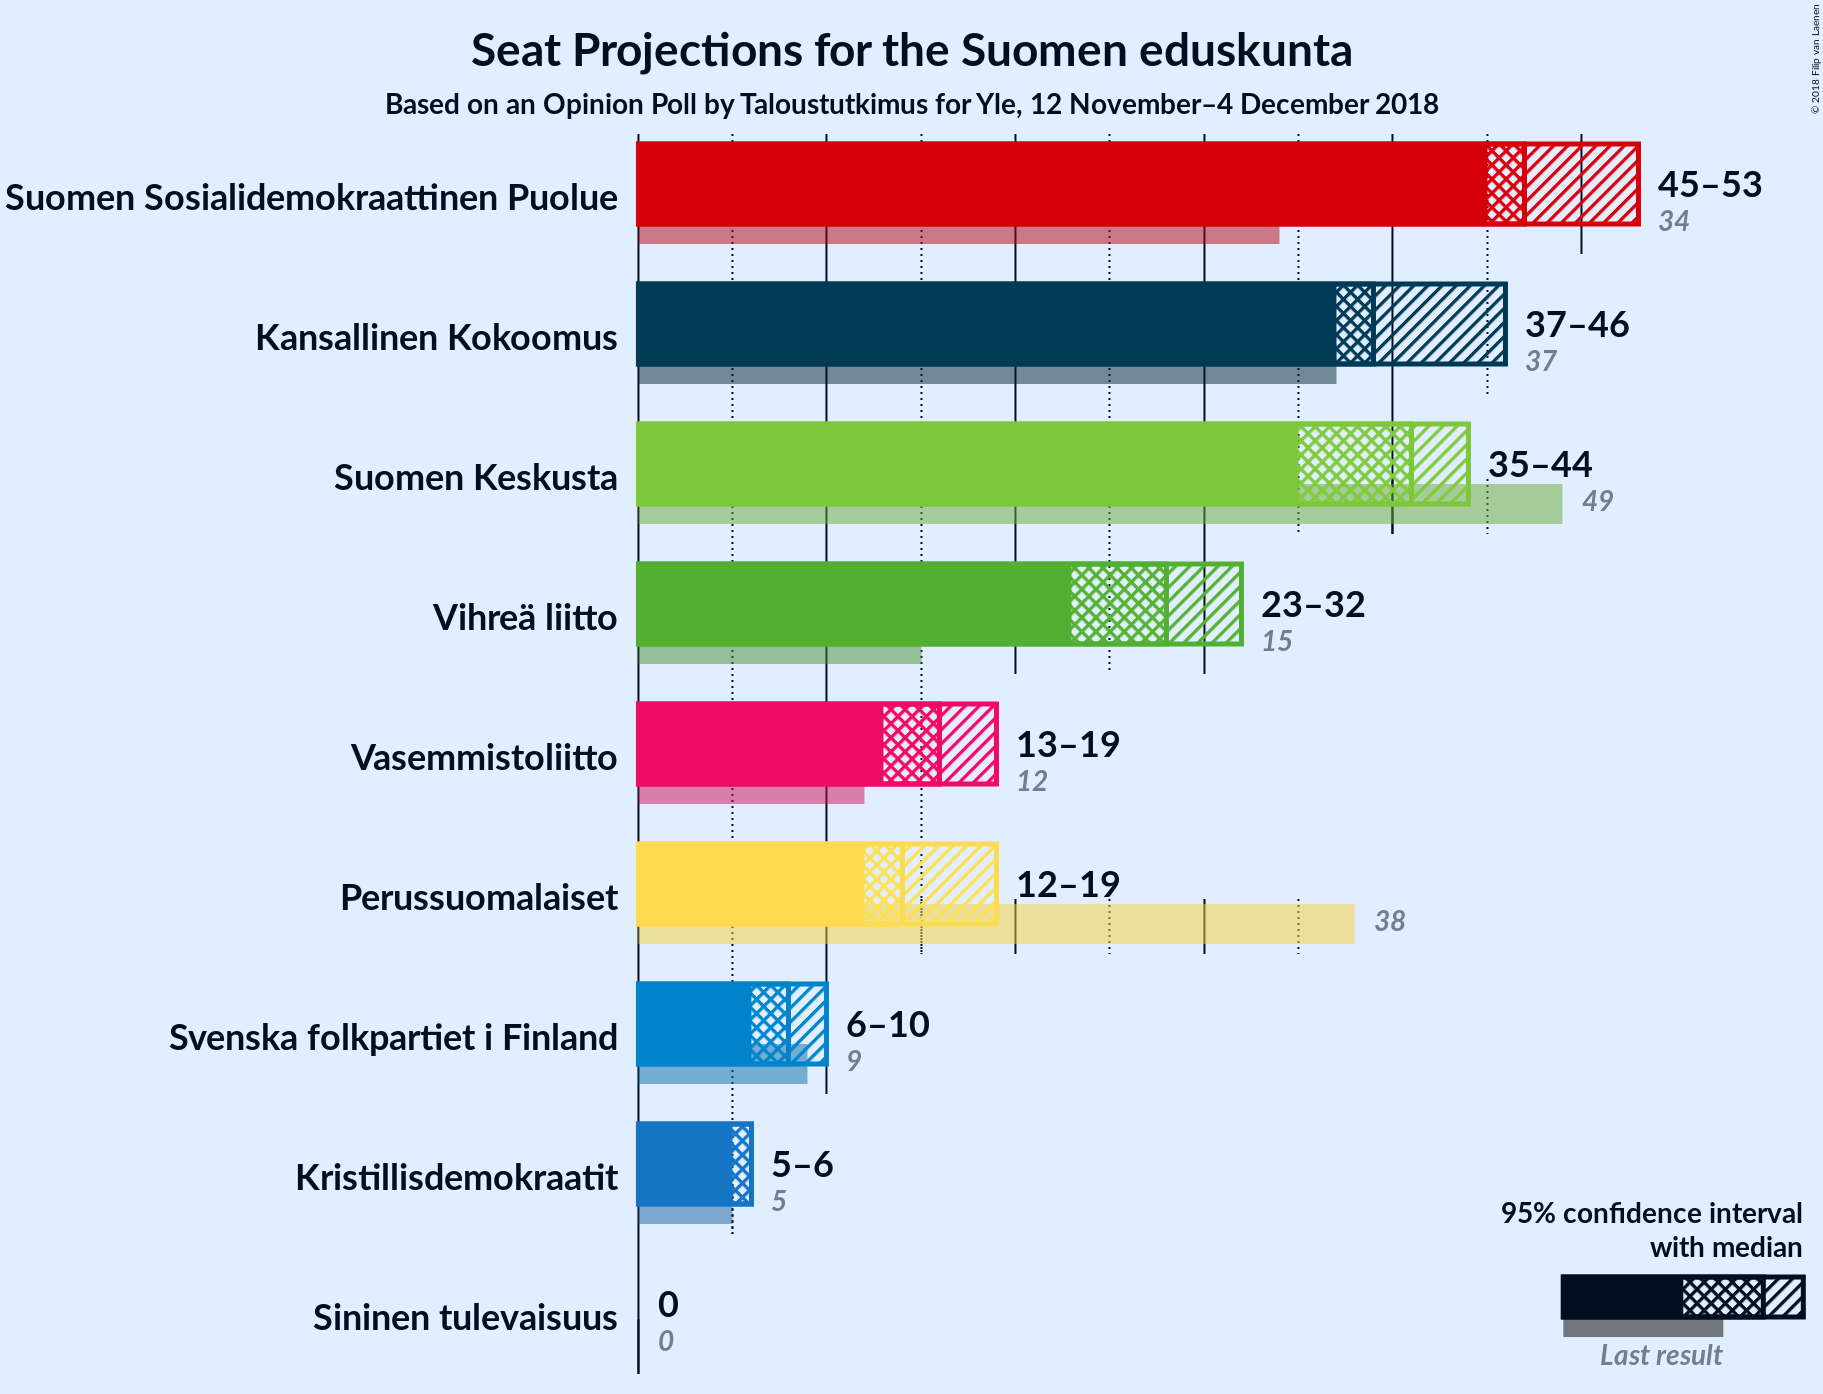 Seat Projections for the Suomen eduskunta
Based on an Opinion Poll by Taloustutkimus for Yle, 12 November–4 December 2018
© 2018 Filip van Laenen
Suomen Sosialidemokraattinen Puolue
45–53
34
Kansallinen Kokoomus
37–46
37
Suomen Keskusta
35–44
49
Vihreä liitto
23–32
15
Vasemmistoliitto
13–19
12
Perussuomalaiset
12–19
38
Svenska folkpartiet i Finland
6–10
9
Kristillisdemokraatit
5–6
5
Sininen tulevaisuus
0
0
95% confidence interval
with median
Last result